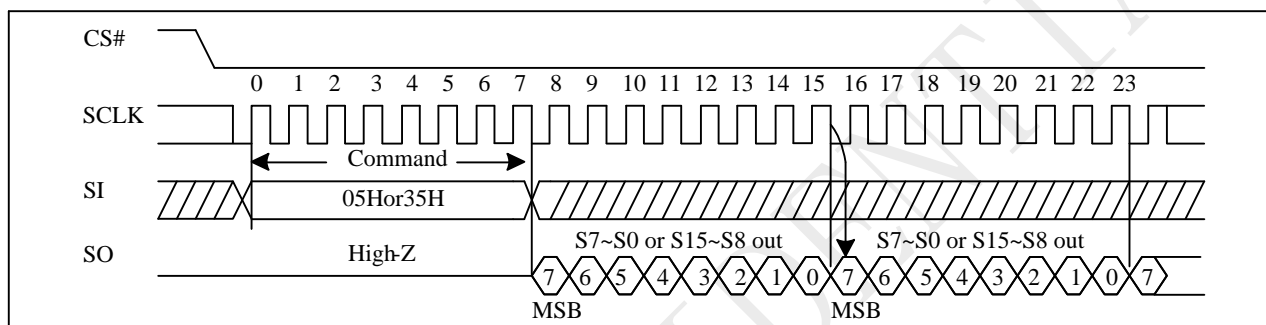 CS#
0 1 2 3 4 5 6 7 8 9 10 11 12 13 14 15 16 17 18 19 20 21 22 23
SCLK
Command
SI
05Hor35H
S7~S0 or S15~S8 out S7~S0 or S15~S8 out
SO
High-Z
7 6 5 4 3 2 1 0 7 6 5 4 3 2 1 0 7
MSB MSB